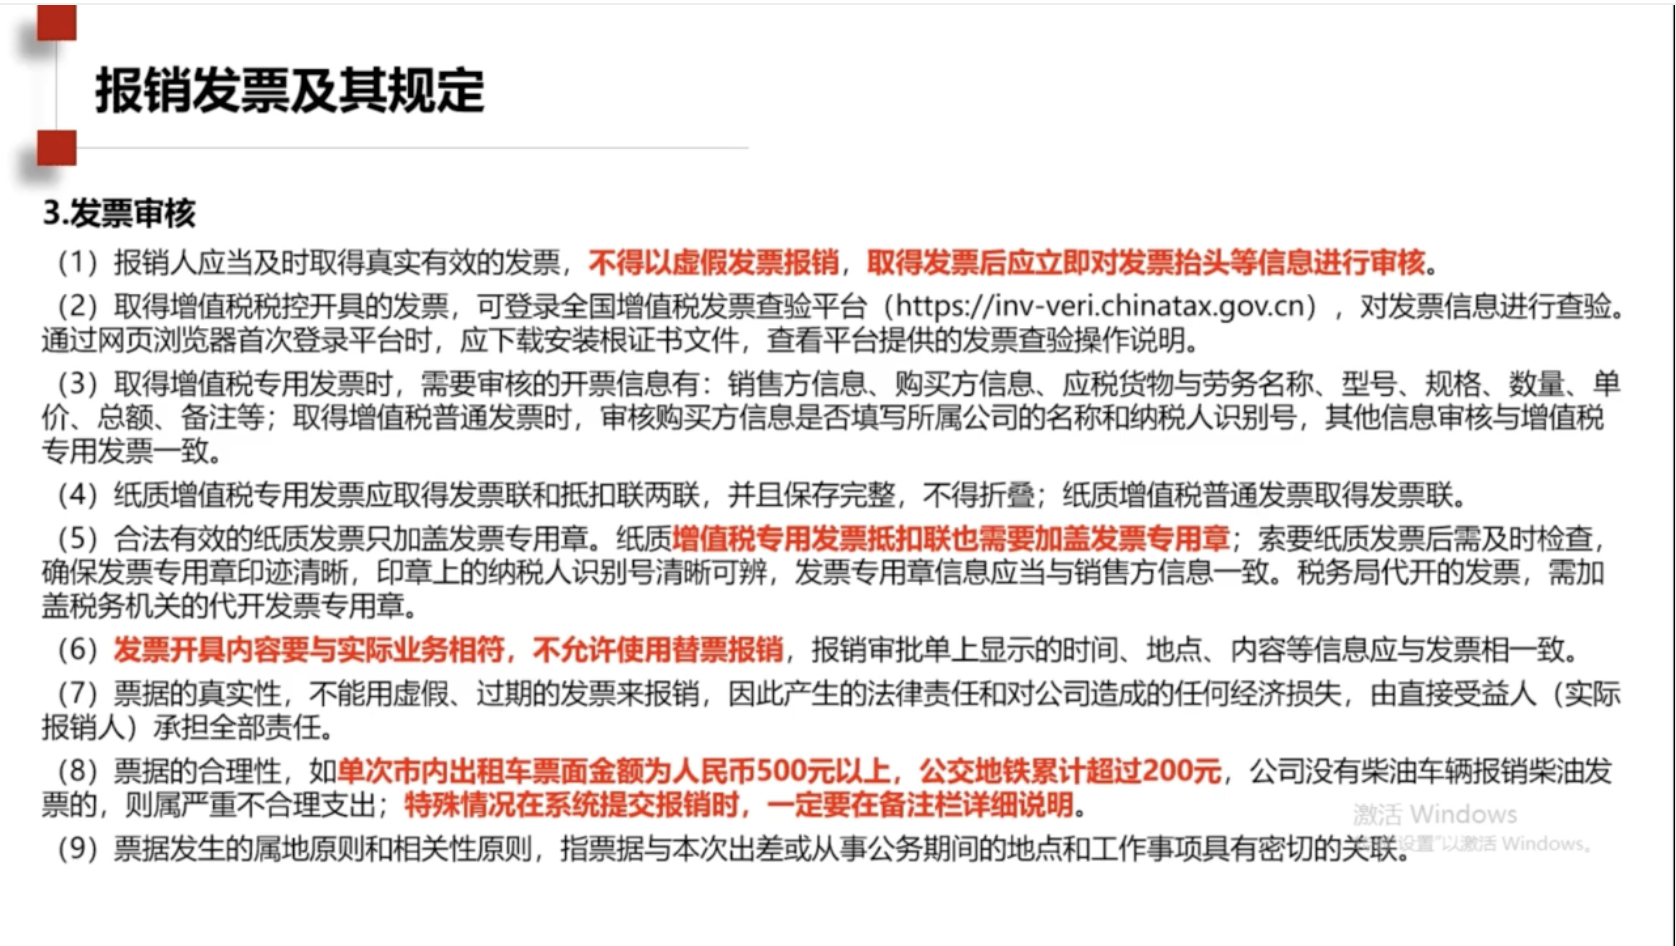 报销发票及其规定
3.发票审核
（1）报销人应当及时取得真实有效的发票，不得以虚假发票报销，取得发票后应立即对发票抬头等信息进行审核。
（2）取得增值税税控开具的发票，可登录全国增值税发票查验平台（https://inv-veri.chinatax.gov.cn），对发票信息进行查验。
通过网页浏览器首次登录平台时，应下载安装根证书文件，查看平台提供的发票查验操作说明。
（3）取得增值税专用发票时，需要审核的开票信息有：销售方信息、购买方信息、应税货物与劳务名称、型号、规格、数量、单
价、总额、备注等；取得增值税普通发票时，审核购买方信息是否填写所属公司的名称和纳税人识别号，其他信息审核与增值税
专用发票一致。
（4）纸质增值税专用发票应取得发票联和抵扣联两联，并且保存完整，不得折叠；纸质增值税普通发票取得发票联。
（5）合法有效的纸质发票只加盖发票专用章。纸质增值税专用发票抵扣联也需要加盖发票专用章；索要纸质发票后需及时检查，
确保发票专用章印迹清晰，印章上的纳税人识别号清晰可辨，发票专用章信息应当与销售方信息一致。税务局代开的发票，需加
盖税务机关的代开发票专用章。
（6）发票开具内容要与实际业务相符，不允许使用替票报销，报销审批单上显示的时间、地点、内容等信息应与发票相一致。
（7）票据的真实性，不能用虚假、过期的发票来报销，因此产生的法律责任和对公司造成的任何经济损失，由直接受益人（实际
报销人）承担全部责任。
（8）票据的合理性，如单次市内出租车票面金额为人民币500元以上，公交地铁累计超过200元，公司没有柴油车辆报销柴油发
票的，则属严重不合理支出；特殊情况在系统提交报销时，一定要在备注栏详细说明。
激活 Windows
（9）票据发生的属地原则和相关性原则，指票据与本次出差或从事公务期间的地点和工作事项具有密切的关联。
设置"以激活 Windows。